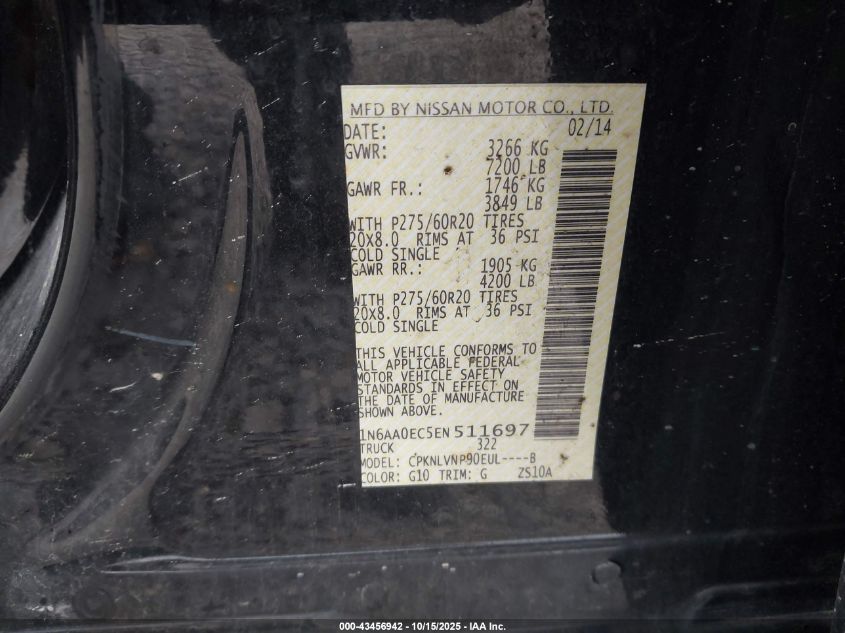 MFD BY NISSAN MOTOR CO., LTD.
DATE: 02/14
GVWR: 3266 KG
7200 LB
GAWR FR.: 1746 KG
3849 LB
WITH P275/60R20 TIRES
20X8.0 RIMS AT 36 PSI
COLD SINGLE
GAWR RR.: 1905 KG
4200 LB
WITH P275/60R20 TIRES
20X8.0 RIMS AT 36 PSI
COLD SINGLE
THIS VEHICLE CONFORMS TO
ALL APPLICABLE FEDERAL
MOTOR VEHICLE SAFETY
STANDARDS IN EFFECT ON
THE DATE OF MANUFACTURE
SHOWN ABOVE.
1N6AA0EC5EN511697
TRUCK 322
MODEL: CPKNLVNP90EUL----B
COLOR: G10 TRIM: G ZS10A
000-43456942 - 10/15/2025 - IAA Inc.